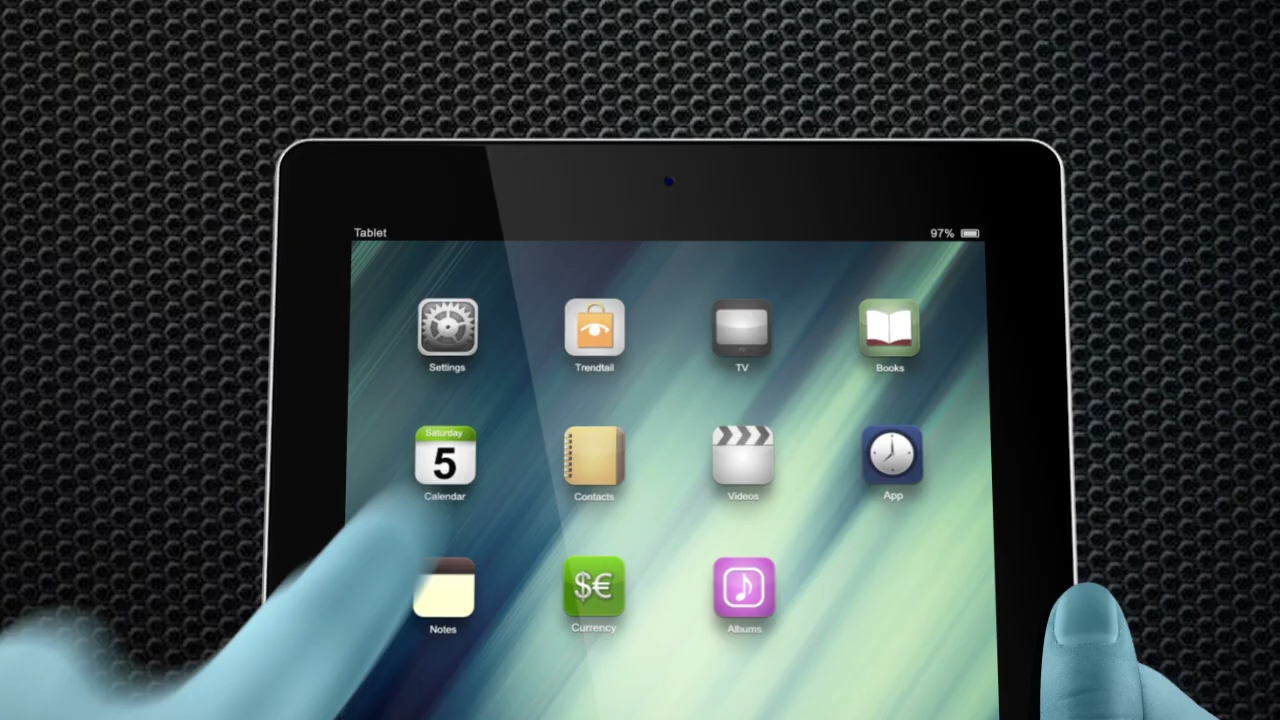 Tablet
97%
Settings
Trendtail
TV
Books
Saturday
5
Calendar
Contacts
Videos
App
Notes
$€
Currency
Albums